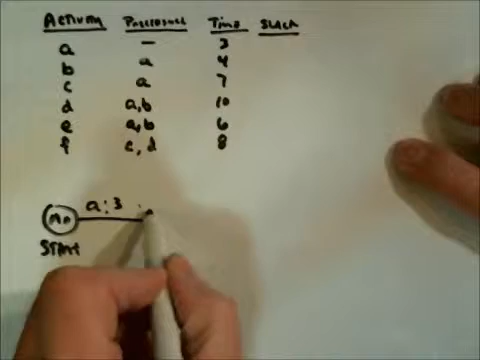 Activity Predecessor Time Slack
a — 3
b a 4
c a 7
d a,b 10
e a,b 6
f c,d 8
a:3
START